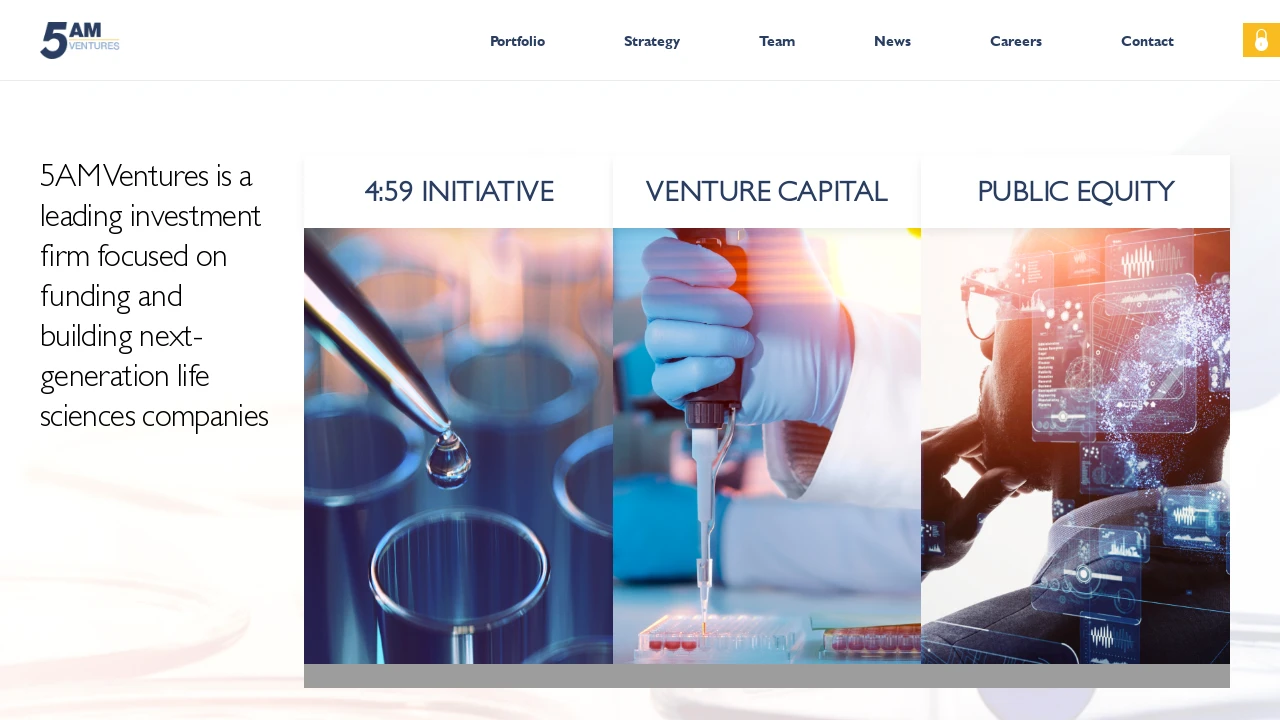 5AM
VENTURES
Portfolio
Strategy
Team
News
Careers
Contact
5AM Ventures is a
leading investment
firm focused on
funding and
building next-
generation life
sciences companies
4:59 INITIATIVE
VENTURE CAPITAL
PUBLIC EQUITY